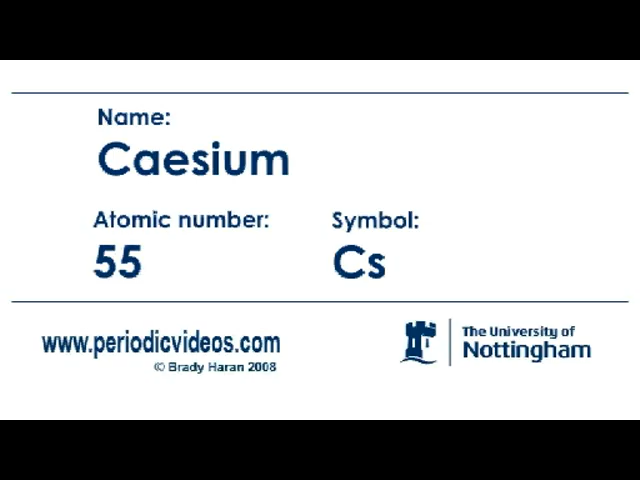 Name:
Caesium
Atomic number:
55
Symbol:
Cs
www.periodicvideos.com
© Brady Haran 2008
The University of
Nottingham